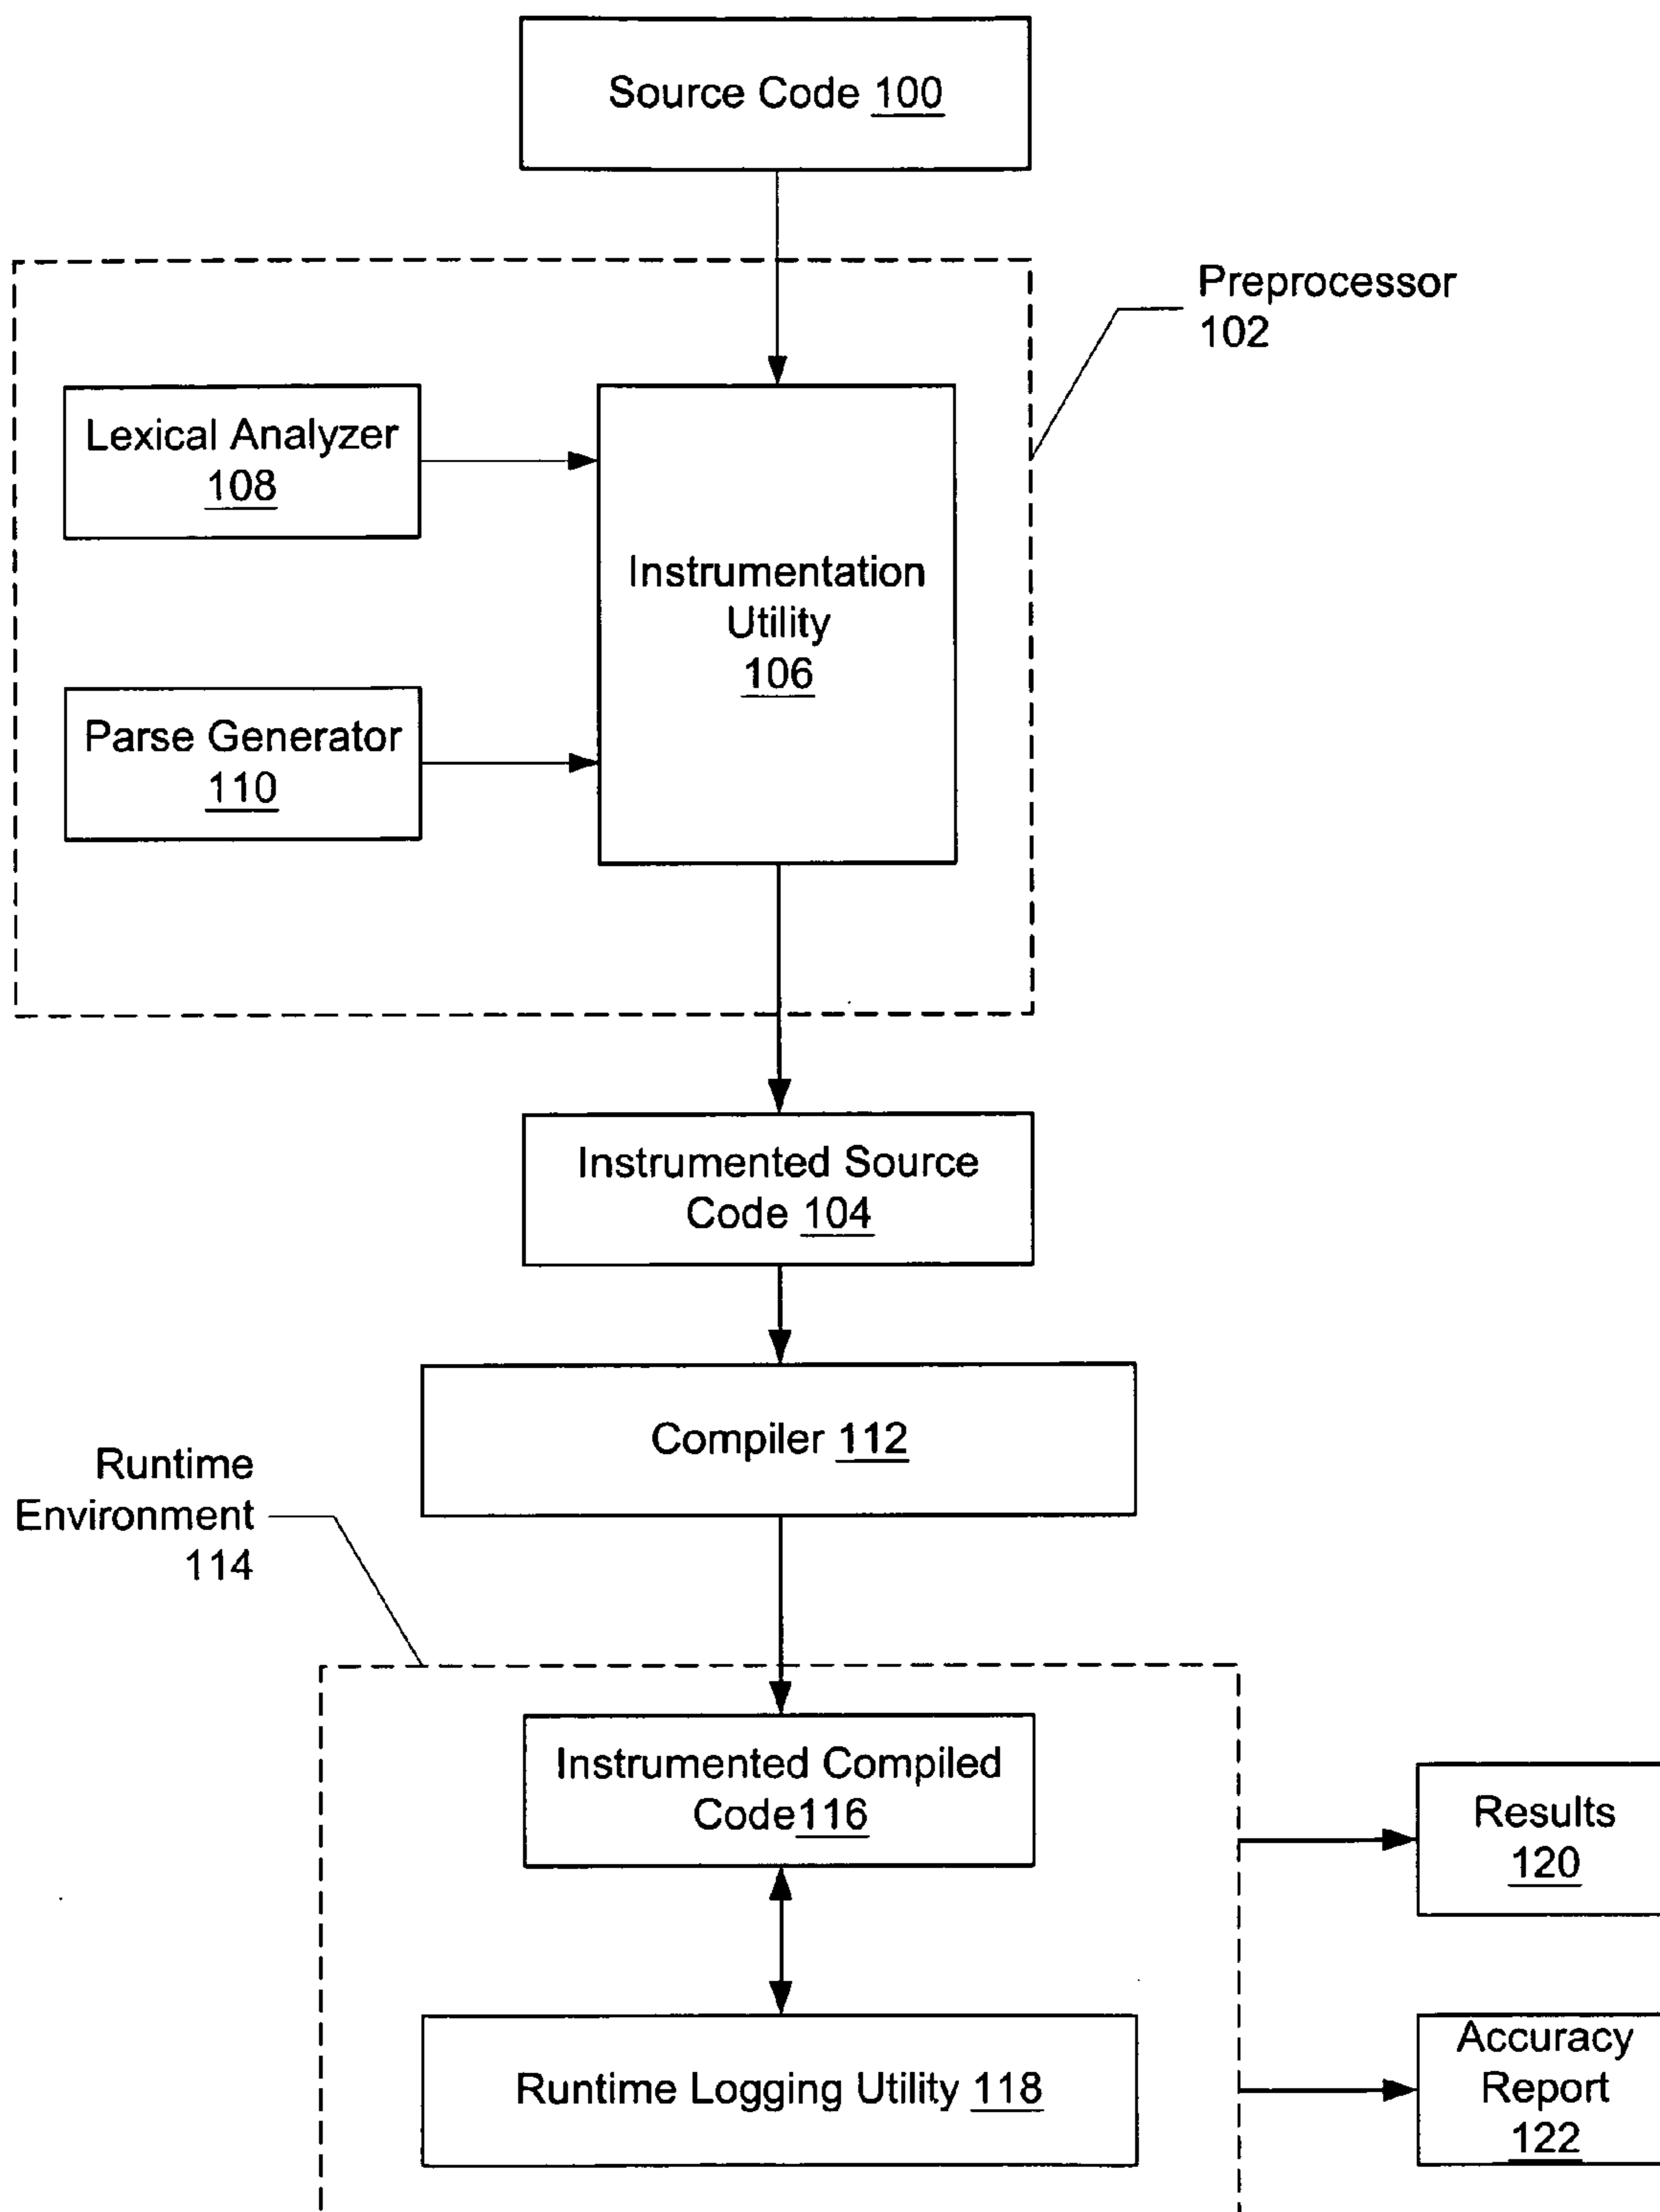 Source Code 100
Preprocessor
102
Lexical Analyzer
108
Instrumentation
Utility
106
Parse Generator
110
Instrumented Source
Code 104
Compiler 112
Runtime
Environment
114
Instrumented Compiled
Code116
Results
120
Runtime Logging Utility 118
Accuracy
Report
122